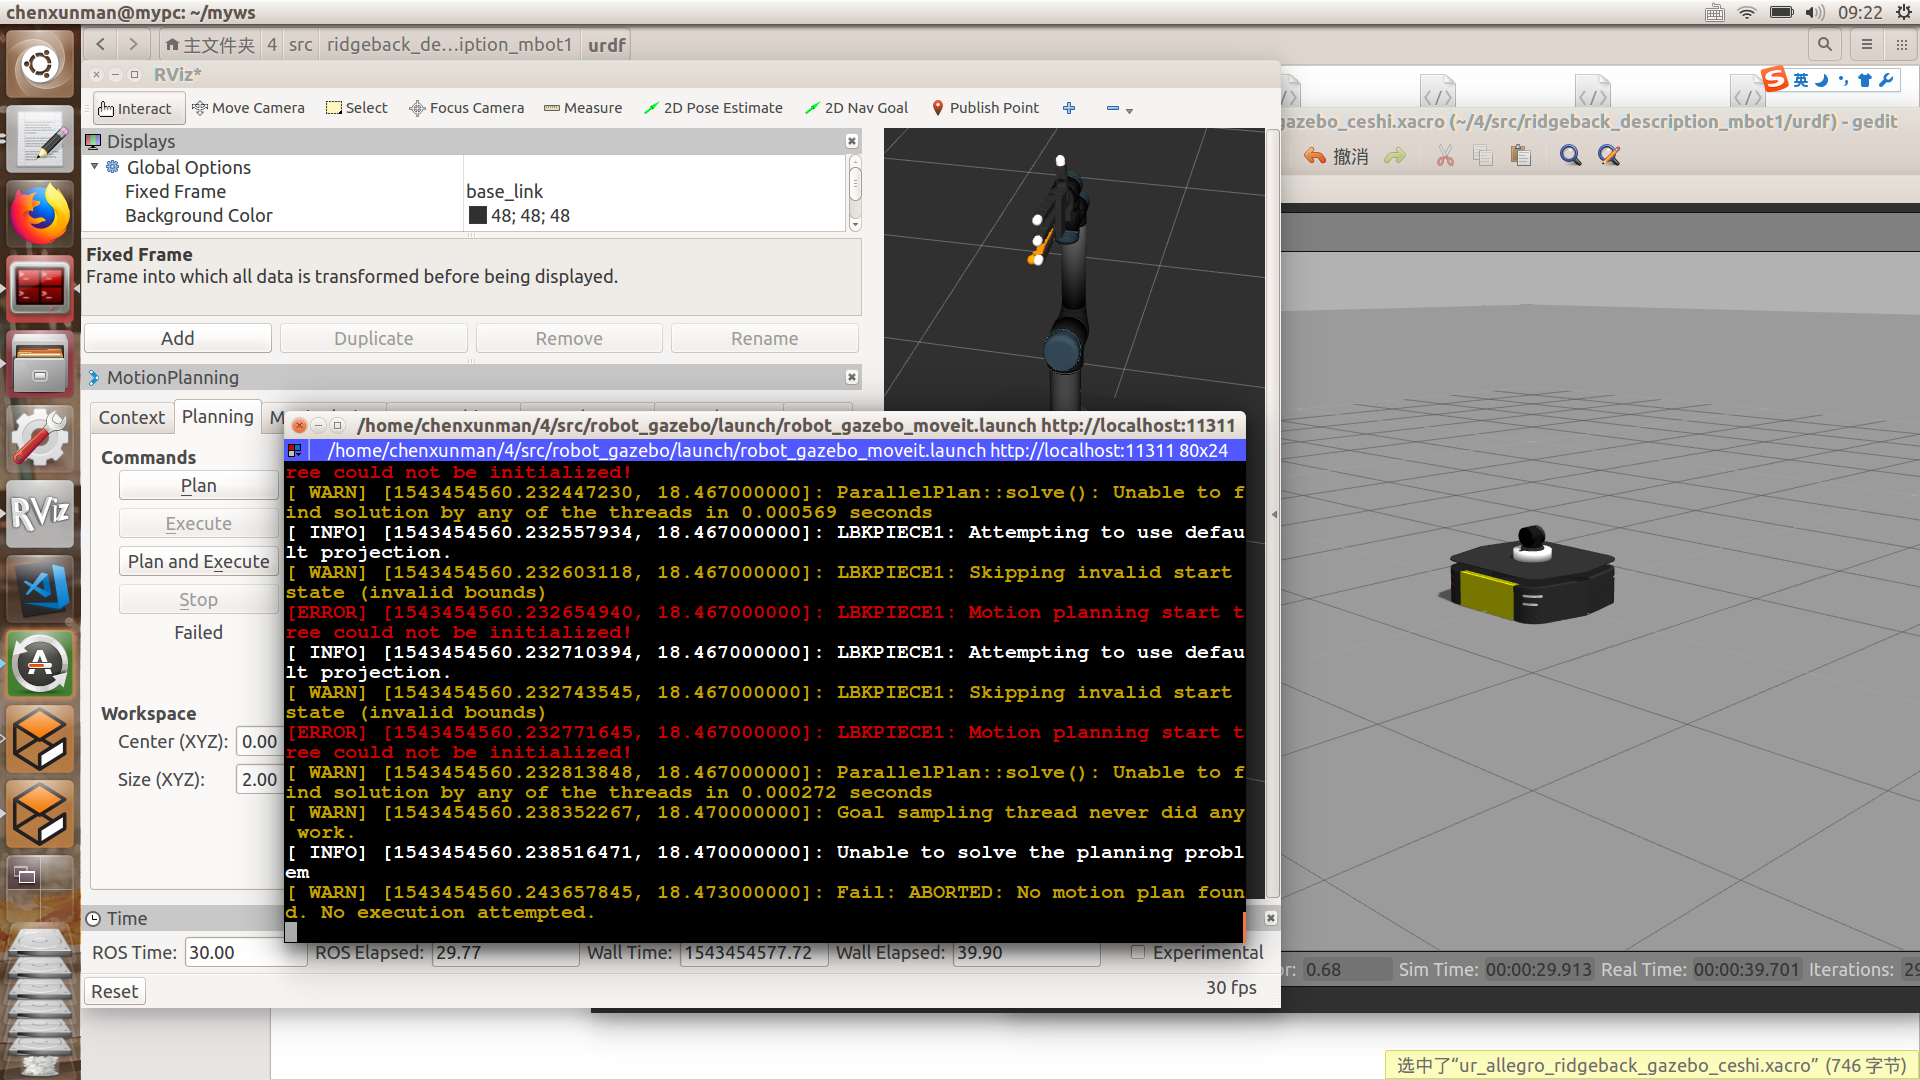 chenxunman@mypc: ~/myws
09:22
主文件夹 4 src ridgeback_de…iption_mbot1 urdf
RViz*
Interact Move Camera Select Focus Camera Measure 2D Pose Estimate 2D Nav Goal Publish Point
英
gazebo_ceshi.xacro (~/4/src/ridgeback_description_mbot1/urdf) - gedit
撤消
Displays
Global Options
Fixed Frame base_link
Background Color 48; 48; 48
Fixed Frame
Frame into which all data is transformed before being displayed.
Add Duplicate Remove Rename
MotionPlanning
Context Planning
Commands
Plan
Execute
Plan and Execute
Stop
Failed
Workspace
Center (XYZ): 0.00
Size (XYZ): 2.00
/home/chenxunman/4/src/robot_gazebo/launch/robot_gazebo_moveit.launch http://localhost:11311
/home/chenxunman/4/src/robot_gazebo/launch/robot_gazebo_moveit.launch http://localhost:11311 80x24
ree could not be initialized!
[ WARN] [1543454560.232447230, 18.467000000]: ParallelPlan::solve(): Unable to f
ind solution by any of the threads in 0.000569 seconds
[ INFO] [1543454560.232557934, 18.467000000]: LBKPIECE1: Attempting to use defau
lt projection.
[ WARN] [1543454560.232603118, 18.467000000]: LBKPIECE1: Skipping invalid start
state (invalid bounds)
[ERROR] [1543454560.232654940, 18.467000000]: LBKPIECE1: Motion planning start t
ree could not be initialized!
[ INFO] [1543454560.232710394, 18.467000000]: LBKPIECE1: Attempting to use defau
lt projection.
[ WARN] [1543454560.232743545, 18.467000000]: LBKPIECE1: Skipping invalid start
state (invalid bounds)
[ERROR] [1543454560.232771645, 18.467000000]: LBKPIECE1: Motion planning start t
ree could not be initialized!
[ WARN] [1543454560.232813848, 18.467000000]: ParallelPlan::solve(): Unable to f
ind solution by any of the threads in 0.000272 seconds
[ WARN] [1543454560.238352267, 18.470000000]: Goal sampling thread never did any
work.
[ INFO] [1543454560.238516471, 18.470000000]: Unable to solve the planning probl
em
[ WARN] [1543454560.243657845, 18.473000000]: Fail: ABORTED: No motion plan foun
d. No execution attempted.
Time
ROS Time: 30.00 ROS Elapsed: 29.77 Wall Time: 1543454577.72 Wall Elapsed: 39.90 Experimental
Reset
30 fps
0.68 Sim Time: 00:00:29.913 Real Time: 00:00:39.701 Iterations: 29
选中了“ur_allegro_ridgeback_gazebo_ceshi.xacro” (746 字节)
RViz